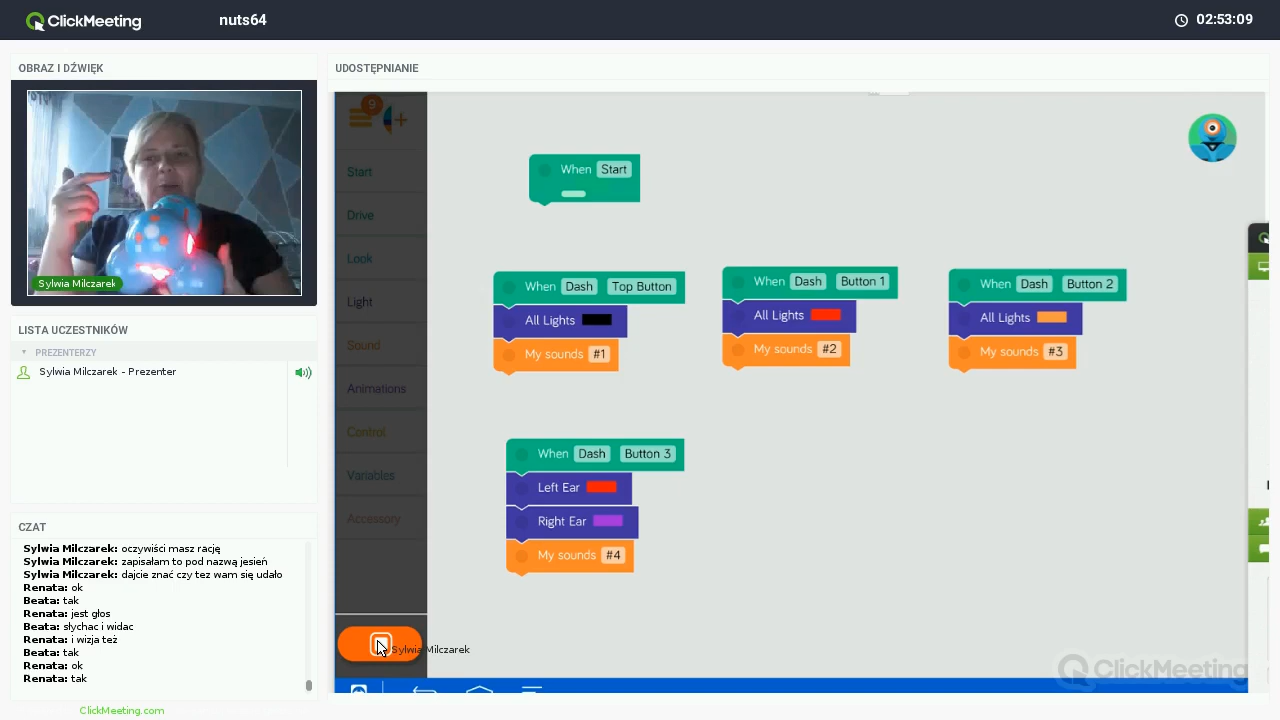 ClickMeeting
nuts64
02:53:09
OBRAZ I DŹWIĘK
Sylwia Milczarek
LISTA UCZESTNIKÓW
PREZENTERZY
Sylwia Milczarek - Prezenter
CZAT
Sylwia Milczarek: oczywiści masz rację
Sylwia Milczarek: zapisałam to pod nazwą jesień
Sylwia Milczarek: dajcie znać czy tez wam się udało
Renata: ok
Beata: tak
Renata: jest głos
Beata: słychac i widac
Renata: i wizja też
Beata: tak
Renata: ok
Renata: tak
ClickMeeting.com
UDOSTĘPNIANIE
9
Start
Drive
Look
Light
Sound
Animations
Control
Variables
Accessory
When Start
When Dash Top Button
All Lights
My sounds #1
When Dash Button 1
All Lights
My sounds #2
When Dash Button 2
All Lights
My sounds #3
When Dash Button 3
Left Ear
Right Ear
My sounds #4
Sylwia Milczarek
ClickMeeting